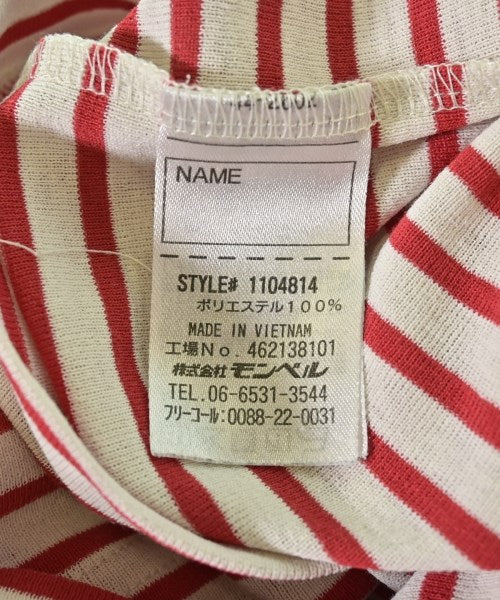 NAME
STYLE# 1104814
ポリエステル100%
MADE IN VIETNAM
工場No. 462138101
株式会社 モンベル
TEL.06-6531-3544
フリーコール:0088-22-0031